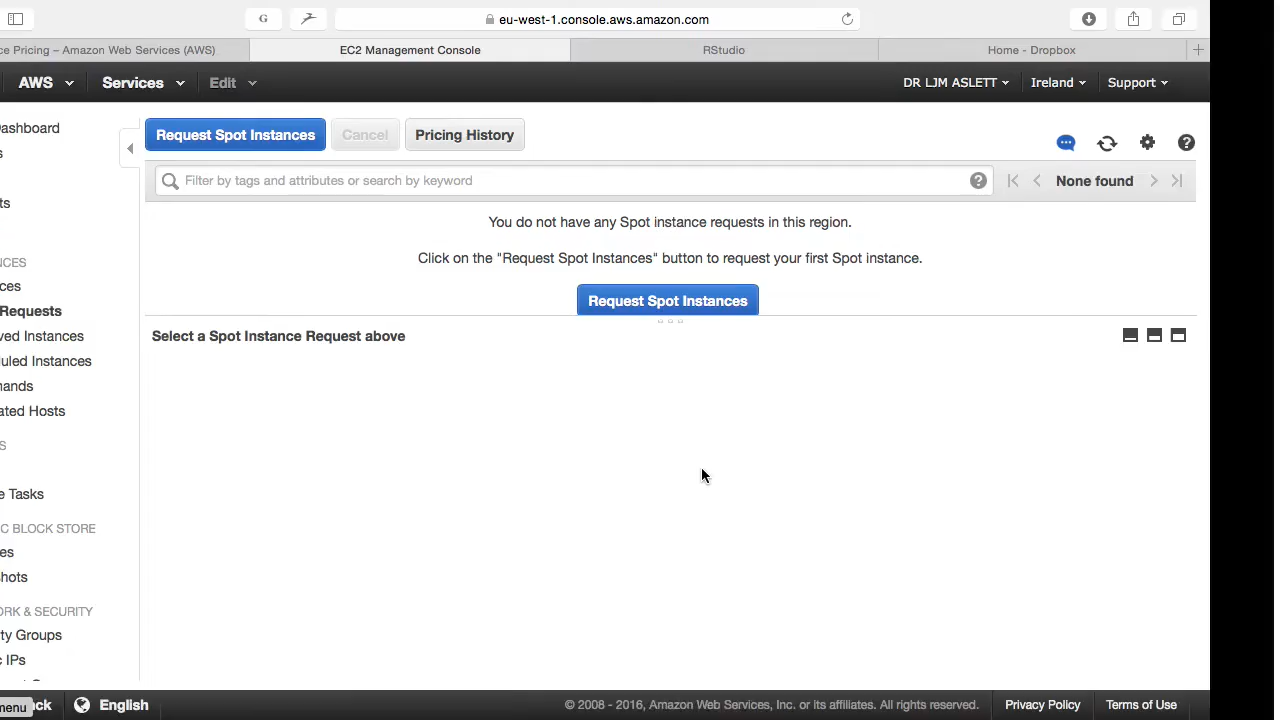 G
eu-west-1.console.aws.amazon.com
ce Pricing – Amazon Web Services (AWS)
EC2 Management Console
RStudio
Home - Dropbox
AWS
Services
Edit
DR LJM ASLETT
Ireland
Support
Dashboard
s
ts
NCES
ces
Requests
ved Instances
uled Instances
mands
ated Hosts
S
e Tasks
C BLOCK STORE
es
hots
ORK & SECURITY
ty Groups
c IPs
Request Spot Instances
Cancel
Pricing History
Filter by tags and attributes or search by keyword
None found
You do not have any Spot instance requests in this region.
Click on the "Request Spot Instances" button to request your first Spot instance.
Request Spot Instances
Select a Spot Instance Request above
menu
ck
English
© 2008 - 2016, Amazon Web Services, Inc. or its affiliates. All rights reserved.
Privacy Policy
Terms of Use